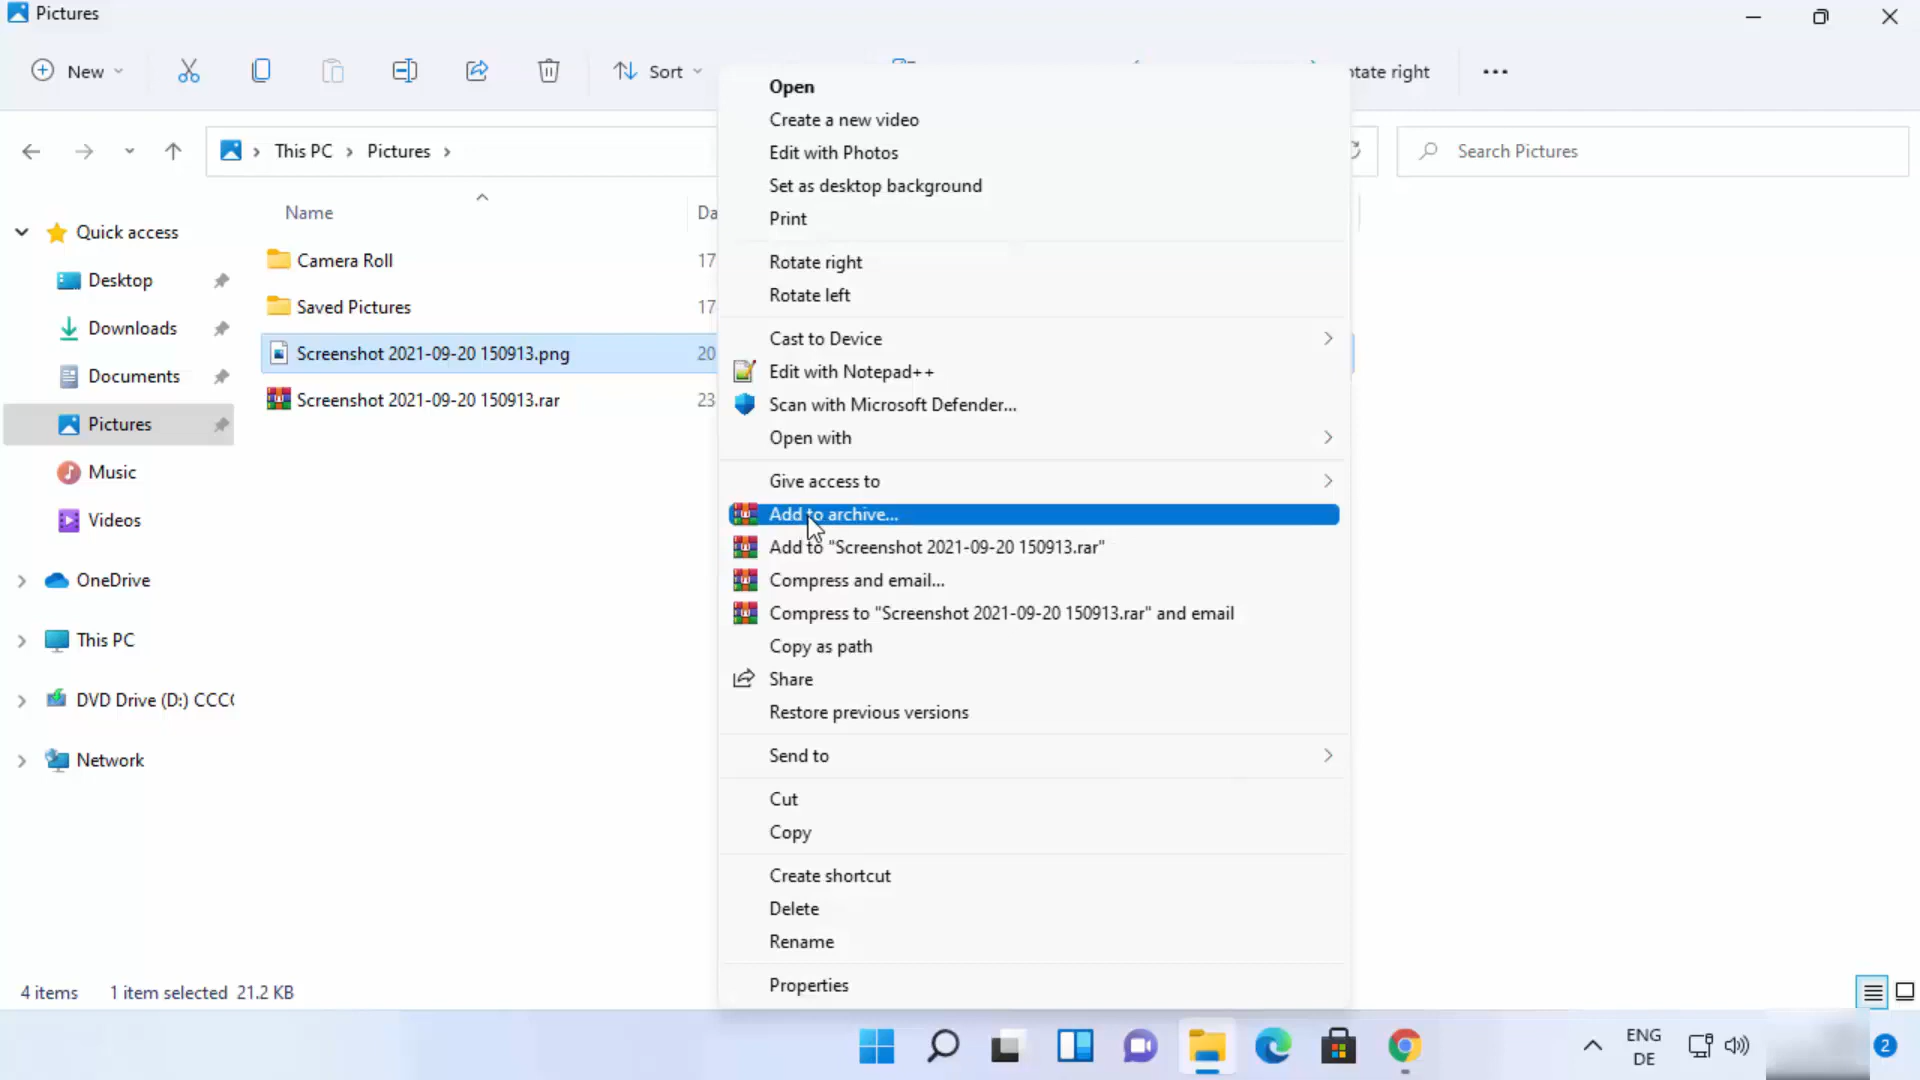 Pictures
New
Sort
otate right
This PC
Pictures
Search Pictures
Name
Da
Quick access
Desktop
Downloads
Documents
Pictures
Music
Videos
OneDrive
This PC
DVD Drive (D:) CCC
Network
Camera Roll
17
Saved Pictures
17
Screenshot 2021-09-20 150913.png
20
Screenshot 2021-09-20 150913.rar
23
Open
Create a new video
Edit with Photos
Set as desktop background
Print
Rotate right
Rotate left
Cast to Device
Edit with Notepad++
Scan with Microsoft Defender...
Open with
Give access to
Add to archive...
Add to "Screenshot 2021-09-20 150913.rar"
Compress and email...
Compress to "Screenshot 2021-09-20 150913.rar" and email
Copy as path
Share
Restore previous versions
Send to
Cut
Copy
Create shortcut
Delete
Rename
Properties
4 items 1 item selected 21.2 KB
ENG
DE
2